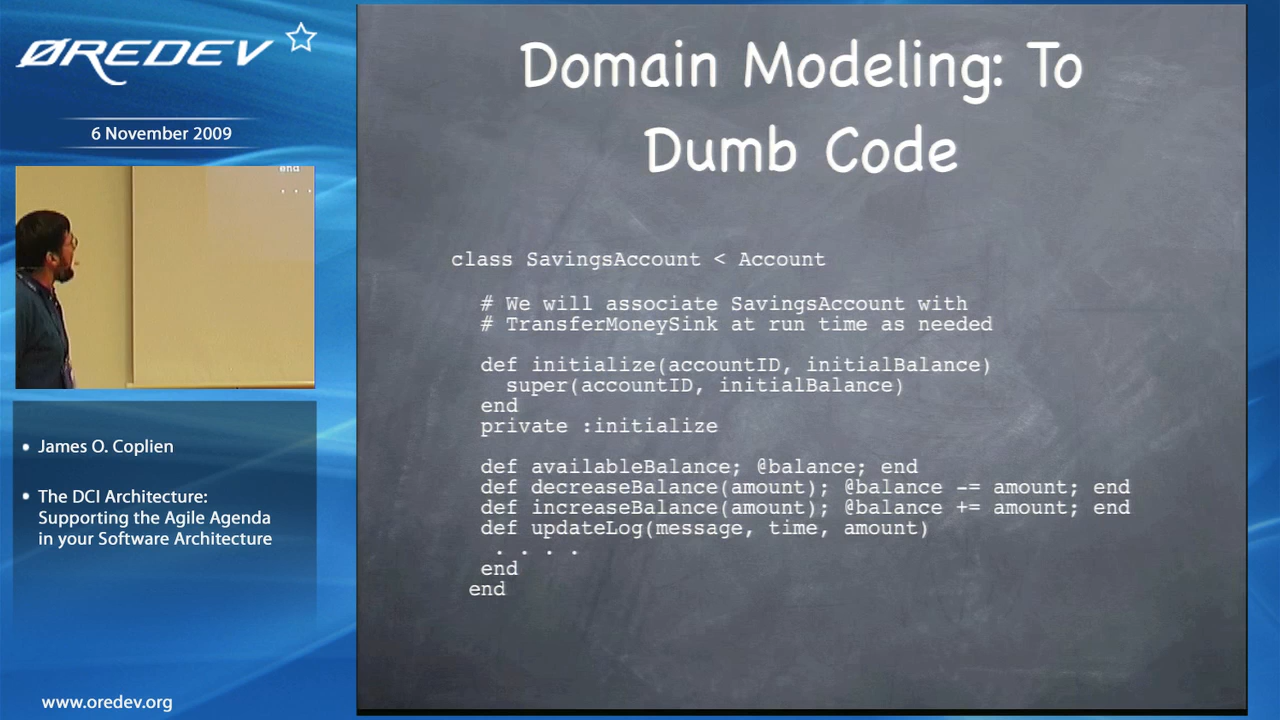 ØREDEV
6 November 2009
end
. . .
James O. Coplien
The DCI Architecture:
Supporting the Agile Agenda
in your Software Architecture
www.oredev.org
Domain Modeling: To
Dumb Code
class SavingsAccount < Account
# We will associate SavingsAccount with
# TransferMoneySink at run time as needed
def initialize(accountID, initialBalance)
super(accountID, initialBalance)
end
private :initialize
def availableBalance; @balance; end
def decreaseBalance(amount); @balance -= amount; end
def increaseBalance(amount); @balance += amount; end
def updateLog(message, time, amount)
. . . .
end
end